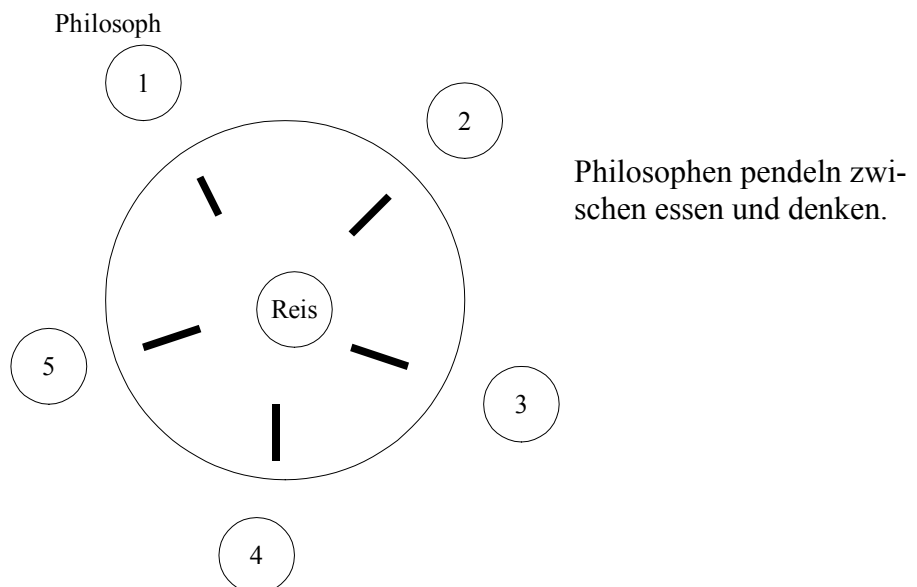 Philosoph
1
2
Philosophen pendeln zwi-
schen essen und denken.
Reis
5
3
4